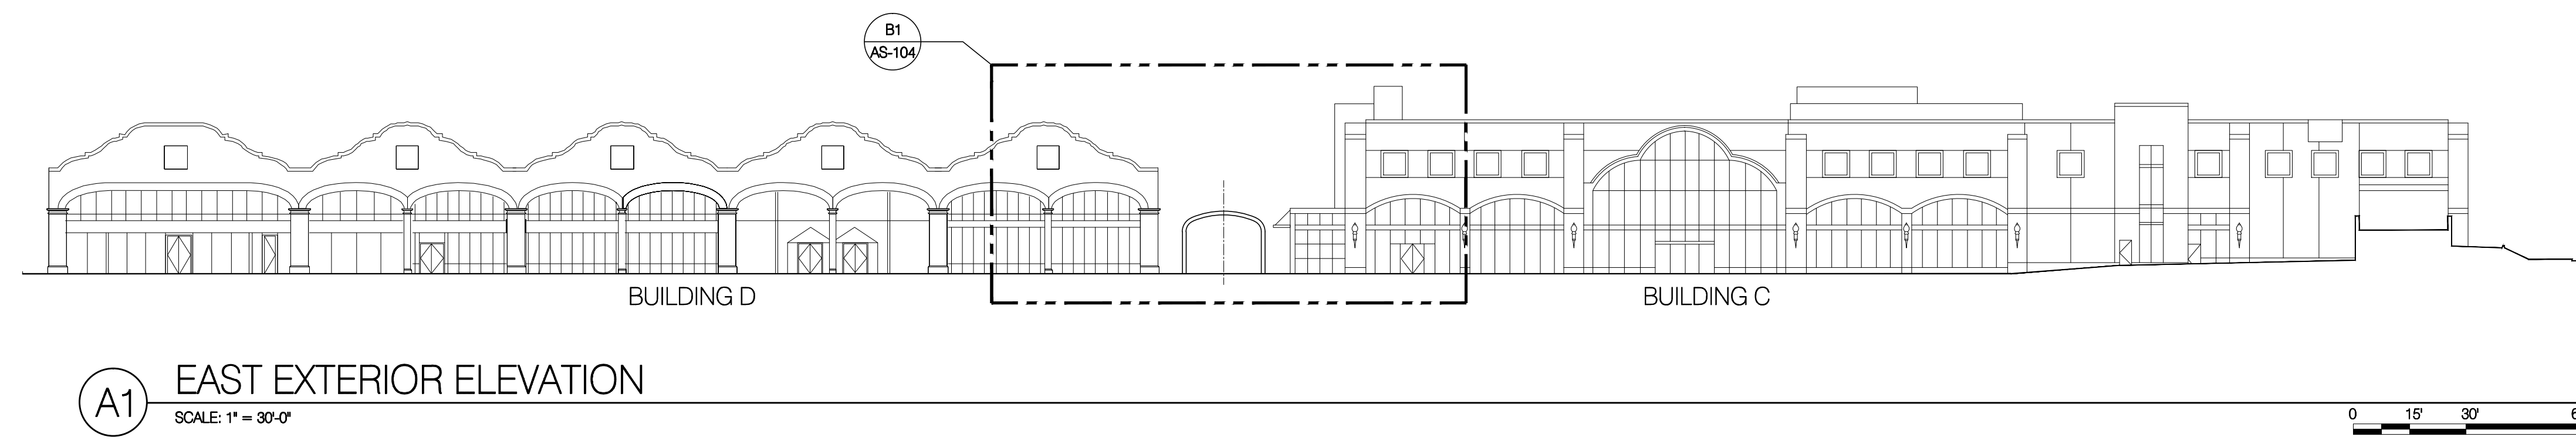 B1
AS-104
BUILDING D
BUILDING C
A1
EAST EXTERIOR ELEVATION
SCALE: 1" = 30'-0"
0 15' 30'